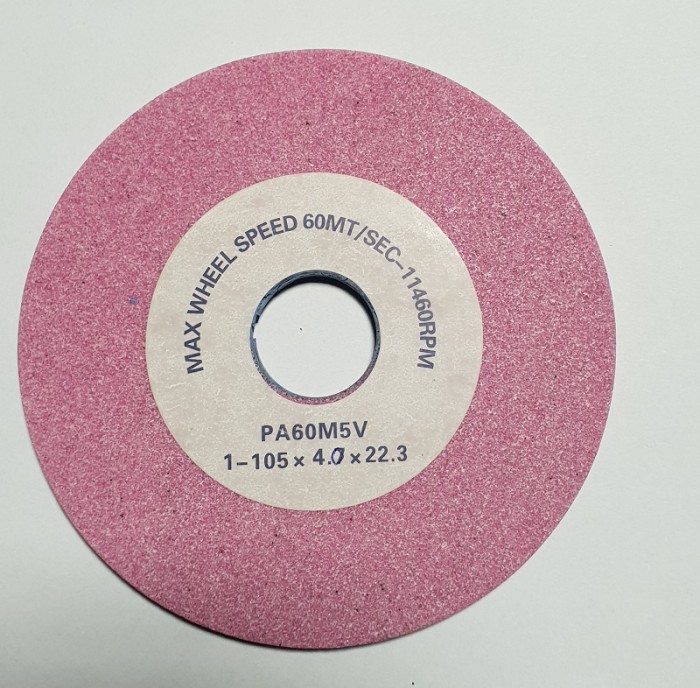 MAX WHEEL SPEED 60MT/SEC-11460RPM
PA60M5V
1-105 × 4.0 × 22.3